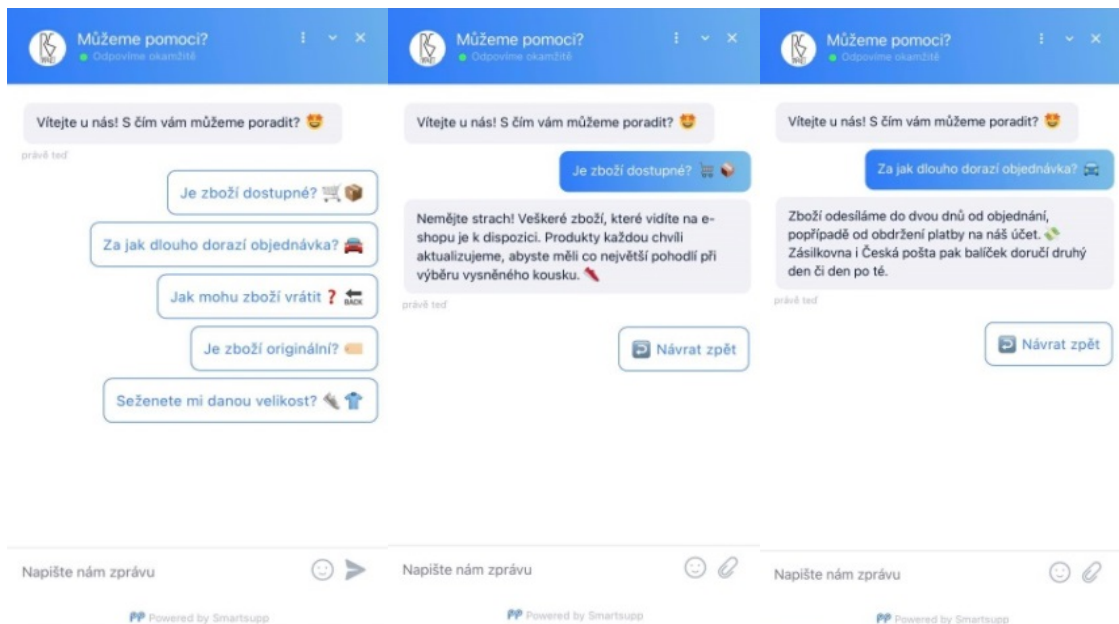 Můžeme pomoci?
Odpovíme okamžitě
Vítejte u nás! S čím vám můžeme poradit? 🤩
právě teď
Je zboží dostupné? 🛒📦
Za jak dlouho dorazí objednávka? 🚘
Jak mohu zboží vrátit ❓ 🔙
Je zboží originální? 🏷️
Seženete mi danou velikost? 👟 👕
Napište nám zprávu
Powered by Smartsupp
Můžeme pomoci?
Odpovíme okamžitě
Vítejte u nás! S čím vám můžeme poradit? 🤩
Je zboží dostupné? 🛒 📦
Nemějte strach! Veškeré zboží, které vidíte na e-
shopu je k dispozici. Produkty každou chvíli
aktualizujeme, abyste měli co největší pohodlí při
výběru vysněného kousku. 👠
právě teď
↩️ Návrat zpět
Napište nám zprávu
Powered by Smartsupp
Můžeme pomoci?
Odpovíme okamžitě
Vítejte u nás! S čím vám můžeme poradit? 🤩
Za jak dlouho dorazí objednávka? 🚘
Zboží odesíláme do dvou dnů od objednání,
popřípadě od obdržení platby na náš účet. 💸
Zásilkovna i Česká pošta pak balíček doručí druhý
den či den po té.
právě teď
↩️ Návrat zpět
Napište nám zprávu
Powered by Smartsupp